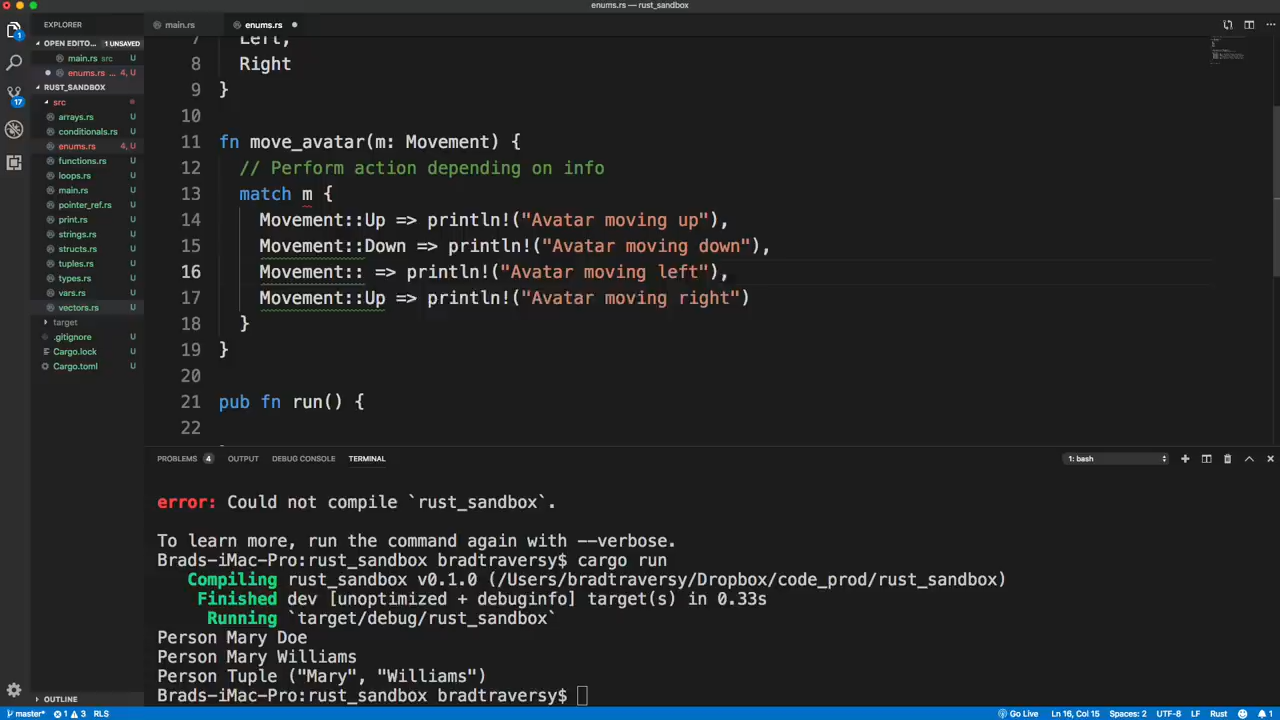 enums.rs — rust_sandbox
EXPLORER
main.rs
enums.rs
OPEN EDITO... 1 UNSAVED
main.rs src
enums.rs ... 4, U
RUST_SANDBOX
src
arrays.rs U
conditionals.rs U
enums.rs 4, U
functions.rs U
loops.rs U
main.rs U
pointer_ref.rs U
print.rs U
strings.rs U
structs.rs U
tuples.rs U
types.rs U
vars.rs U
vectors.rs U
target
.gitignore U
Cargo.lock U
Cargo.toml U
OUTLINE
1
17
7 Left,
8 Right
9 }
10
11 fn move_avatar(m: Movement) {
12 // Perform action depending on info
13 match m {
14 Movement::Up => println!("Avatar moving up"),
15 Movement::Down => println!("Avatar moving down"),
16 Movement:: => println!("Avatar moving left"),
17 Movement::Up => println!("Avatar moving right")
18 }
19 }
20
21 pub fn run() {
22
PROBLEMS 4 OUTPUT DEBUG CONSOLE TERMINAL 1: bash
error: Could not compile `rust_sandbox`.
To learn more, run the command again with --verbose.
Brads-iMac-Pro:rust_sandbox bradtraversy$ cargo run
Compiling rust_sandbox v0.1.0 (/Users/bradtraversy/Dropbox/code_prod/rust_sandbox)
Finished dev [unoptimized + debuginfo] target(s) in 0.33s
Running `target/debug/rust_sandbox`
Person Mary Doe
Person Mary Williams
Person Tuple ("Mary", "Williams")
Brads-iMac-Pro:rust_sandbox bradtraversy$
master* 1 3 RLS Go Live Ln 16, Col 15 Spaces: 2 UTF-8 LF Rust 1